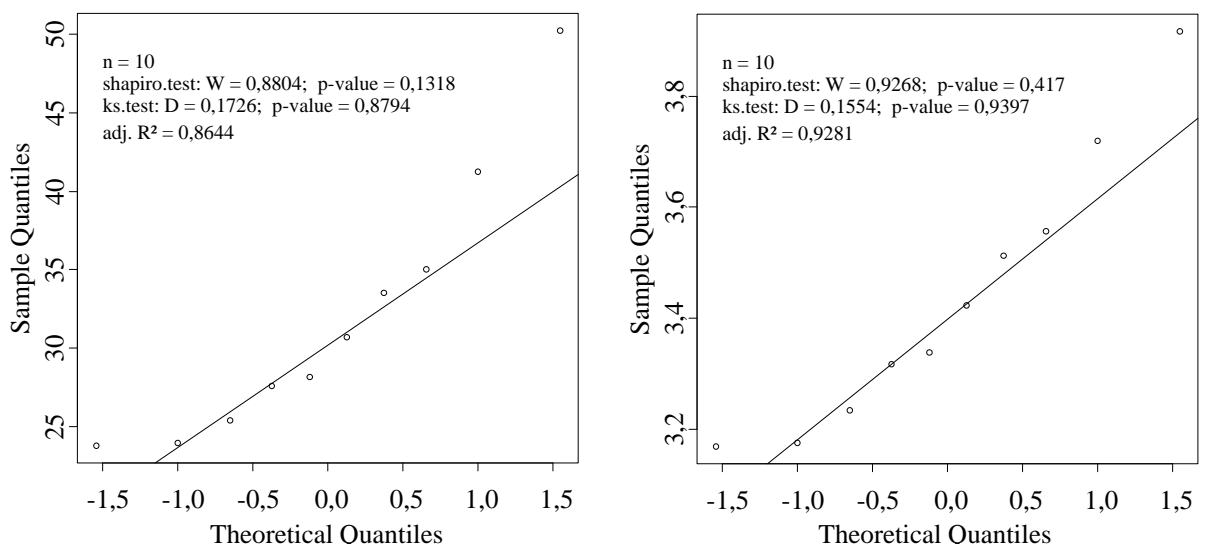 n = 10
shapiro.test: W = 0,8804;  p-value = 0,1318
ks.test: D = 0,1726;  p-value = 0,8794
adj. R² = 0,8644
Sample Quantiles
50
45
40
35
30
25
-1,5 -1,0 -0,5 0,0 0,5 1,0 1,5
Theoretical Quantiles
n = 10
shapiro.test: W = 0,9268;  p-value = 0,417
ks.test: D = 0,1554;  p-value = 0,9397
adj. R² = 0,9281
Sample Quantiles
3,8
3,6
3,4
3,2
-1,5 -1,0 -0,5 0,0 0,5 1,0 1,5
Theoretical Quantiles